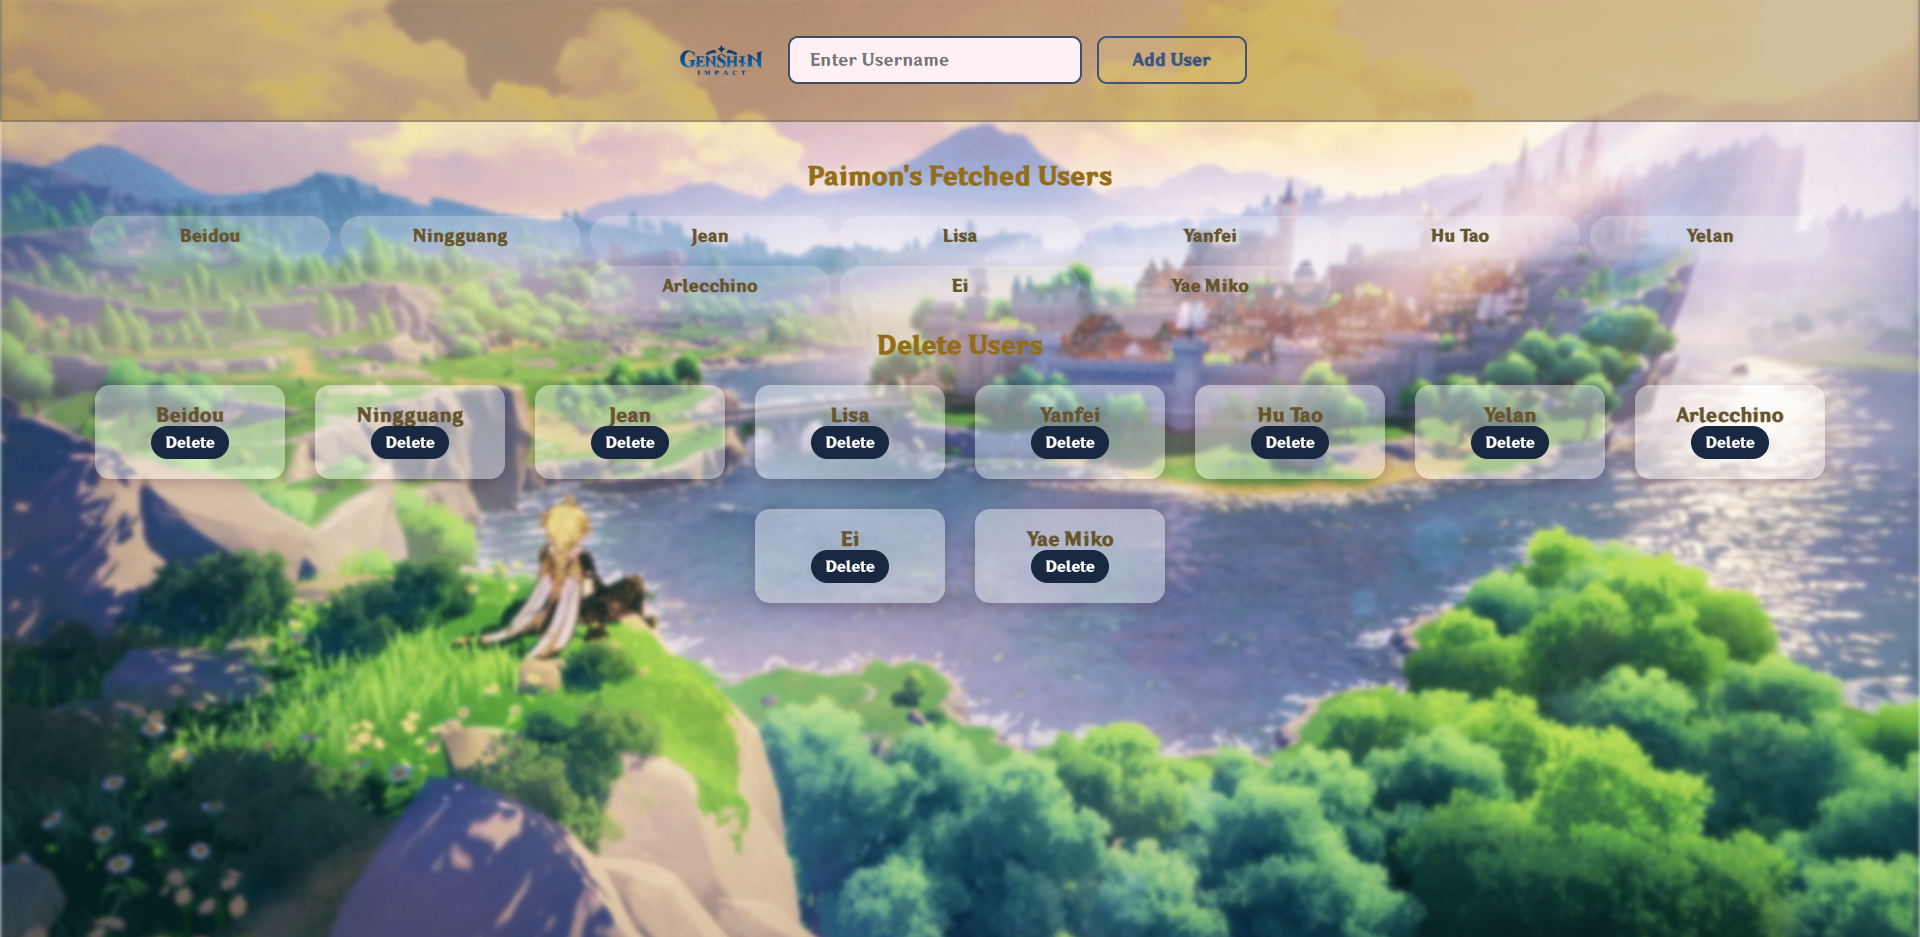 GENSHIN
IMPACT
Enter Username
Add User
Paimon's Fetched Users
Beidou
Ningguang
Jean
Lisa
Yanfei
Hu Tao
Yelan
Arlecchino
Ei
Yae Miko
Delete Users
Beidou
Delete
Ningguang
Delete
Jean
Delete
Lisa
Delete
Yanfei
Delete
Hu Tao
Delete
Yelan
Delete
Arlecchino
Delete
Ei
Delete
Yae Miko
Delete